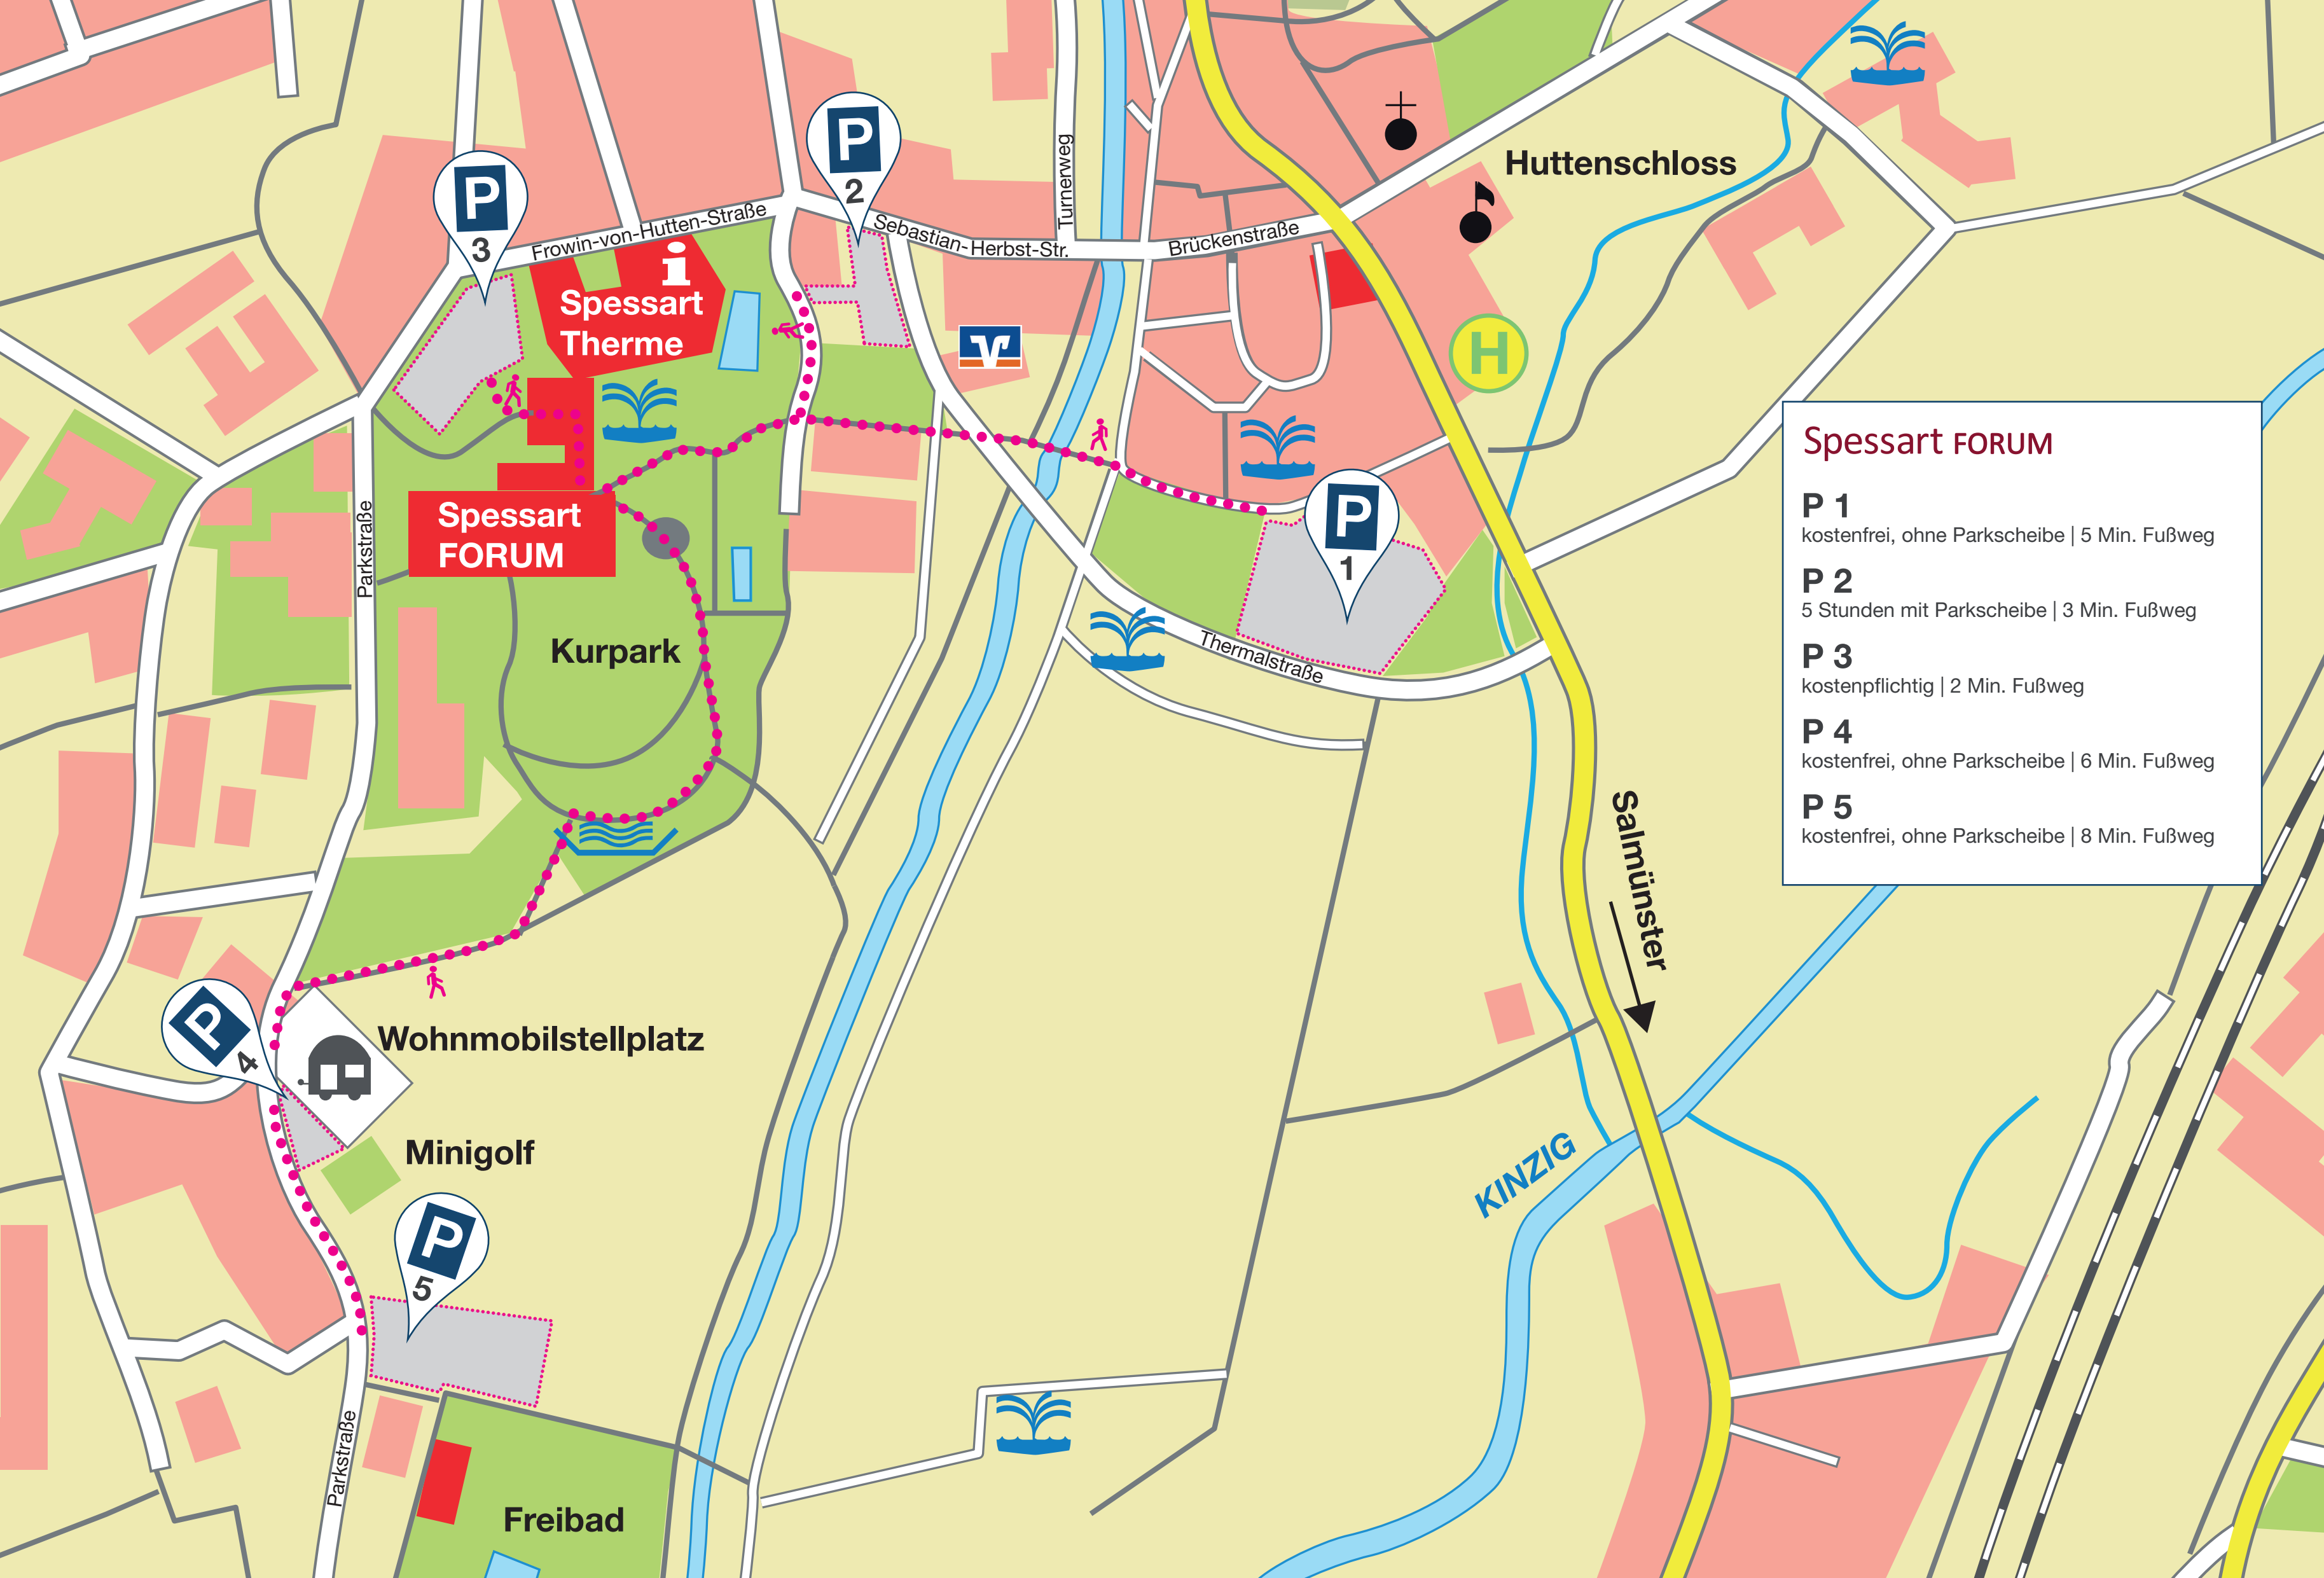 Turnerweg
P
2
Huttenschloss
P
3
Frowin-von-Hutten-Straße
Sebastian-Herbst-Str.
Brückenstraße
i
Spessart
Therme
H
Spessart FORUM
P 1
kostenfrei, ohne Parkscheibe | 5 Min. Fußweg
P 2
5 Stunden mit Parkscheibe | 3 Min. Fußweg
P 3
kostenpflichtig | 2 Min. Fußweg
P 4
kostenfrei, ohne Parkscheibe | 6 Min. Fußweg
P 5
kostenfrei, ohne Parkscheibe | 8 Min. Fußweg
Parkstraße
Spessart
FORUM
P
1
Kurpark
Thermalstraße
Salmünster
P
4
Wohnmobilstellplatz
Minigolf
KINZIG
P
5
Parkstraße
Freibad